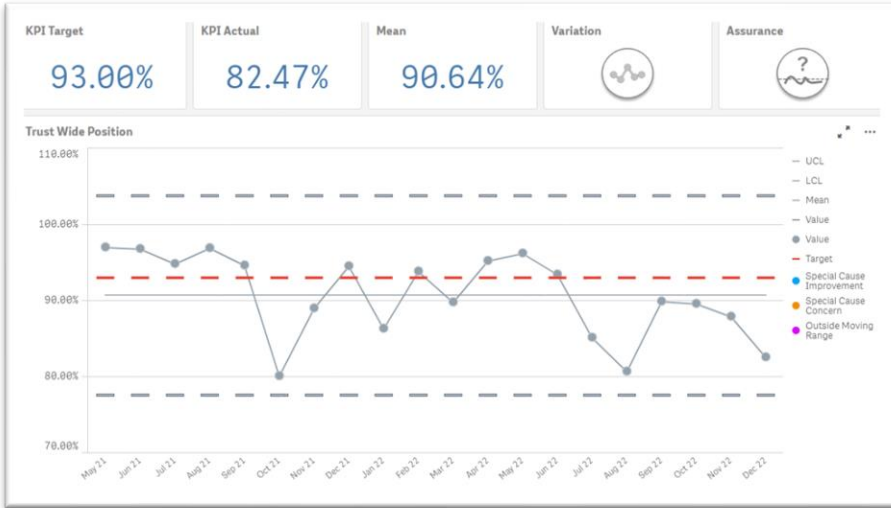 KPI Target
KPI Actual
Mean
Variation
Assurance
93.00%
82.47%
90.64%
?
Trust Wide Position
...
110.00%
100.00%
90.00%
80.00%
70.00%
UCL
LCL
Mean
Value
Value
Target
Special Cause
Improvement
Special Cause
Concern
Outside Moving
Range
May 21
Jun 21
Jul 21
Aug 21
Sep 21
Oct 21
Nov 21
Dec 21
Jan 22
Feb 22
Mar 22
Apr 22
May 22
Jun 22
Jul 22
Aug 22
Sep 22
Oct 22
Nov 22
Dec 22